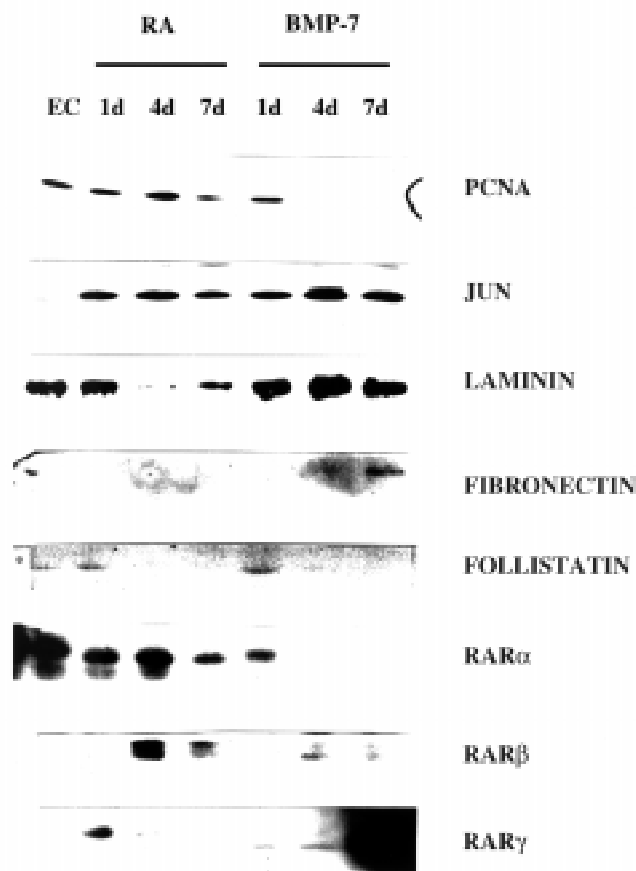 RA BMP-7
EC 1d 4d 7d 1d 4d 7d
PCNA
JUN
LAMININ
FIBRONECTIN
FOLLISTATIN
RARα
RARβ
RARγ